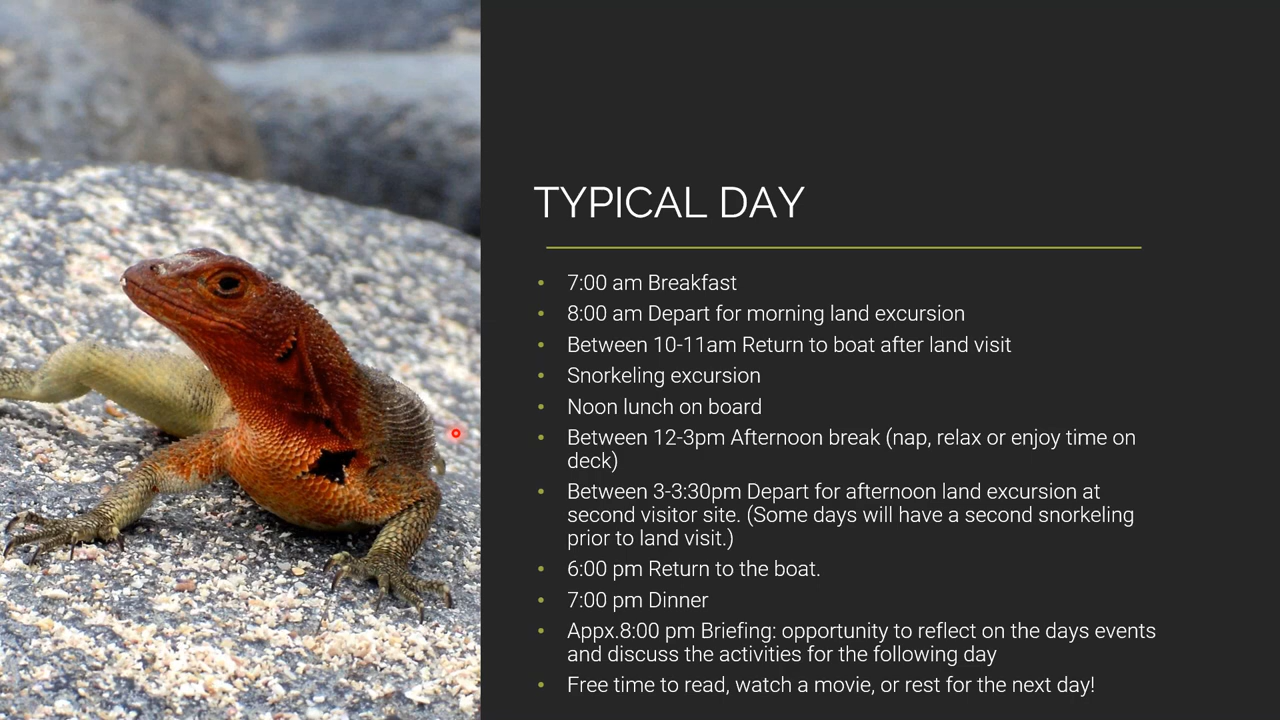 TYPICAL DAY
• 7:00 am Breakfast
• 8:00 am Depart for morning land excursion
• Between 10-11am Return to boat after land visit
• Snorkeling excursion
• Noon lunch on board
• Between 12-3pm Afternoon break (nap, relax or enjoy time on
deck)
• Between 3-3:30pm Depart for afternoon land excursion at
second visitor site. (Some days will have a second snorkeling
prior to land visit.)
• 6:00 pm Return to the boat.
• 7:00 pm Dinner
• Appx.8:00 pm Briefing: opportunity to reflect on the days events
and discuss the activities for the following day
• Free time to read, watch a movie, or rest for the next day!